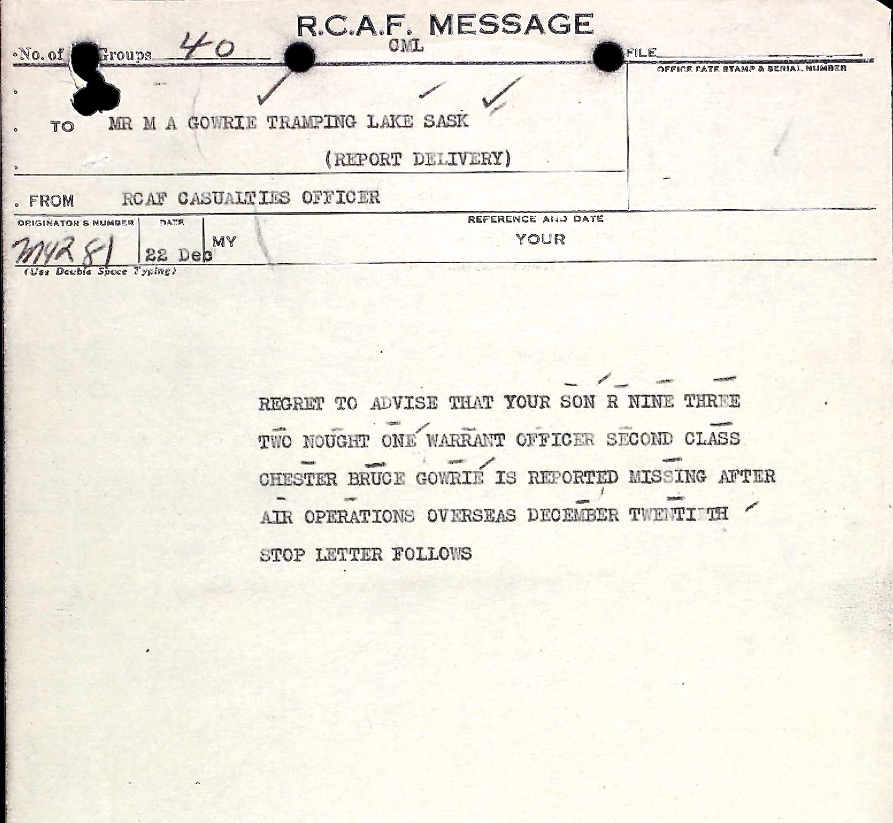 R.C.A.F. MESSAGE
CML
No. of Groups 40
FILE
OFFICE DATE STAMP & SERIAL NUMBER
TO MR M A GOWRIE TRAMPING LAKE SASK
(REPORT DELIVERY)
FROM RCAF CASUALTIES OFFICER
ORIGINATOR'S NUMBER DATE REFERENCE AND DATE
M4281 22 Dec MY YOUR
(Use Double Space Typing)
REGRET TO ADVISE THAT YOUR SON R NINE THREE
TWO NOUGHT ONE WARRANT OFFICER SECOND CLASS
CHESTER BRUCE GOWRIE IS REPORTED MISSING AFTER
AIR OPERATIONS OVERSEAS DECEMBER TWENTIETH
STOP LETTER FOLLOWS